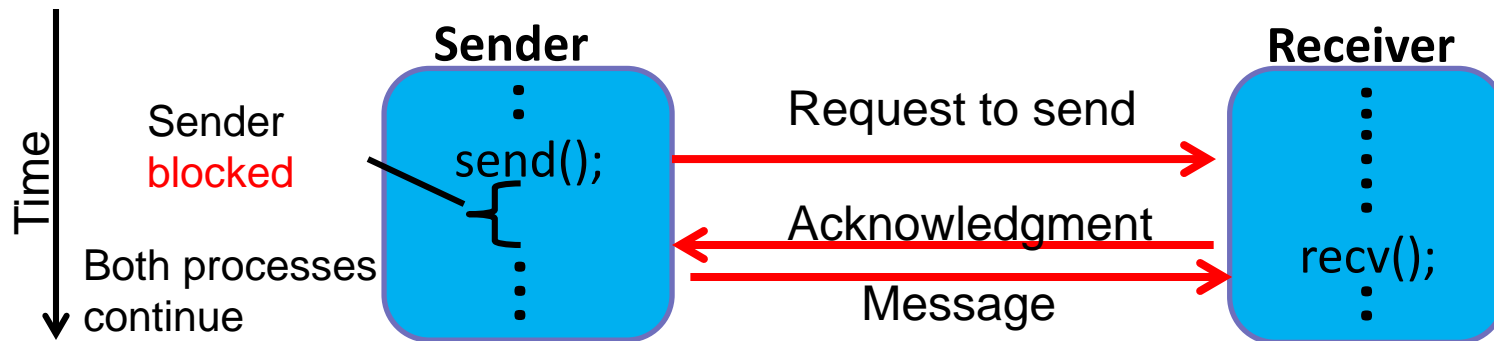 Sender
Receiver
Time
Sender
blocked
Both processes
continue
send();
Request to send
Acknowledgment
Message
recv();